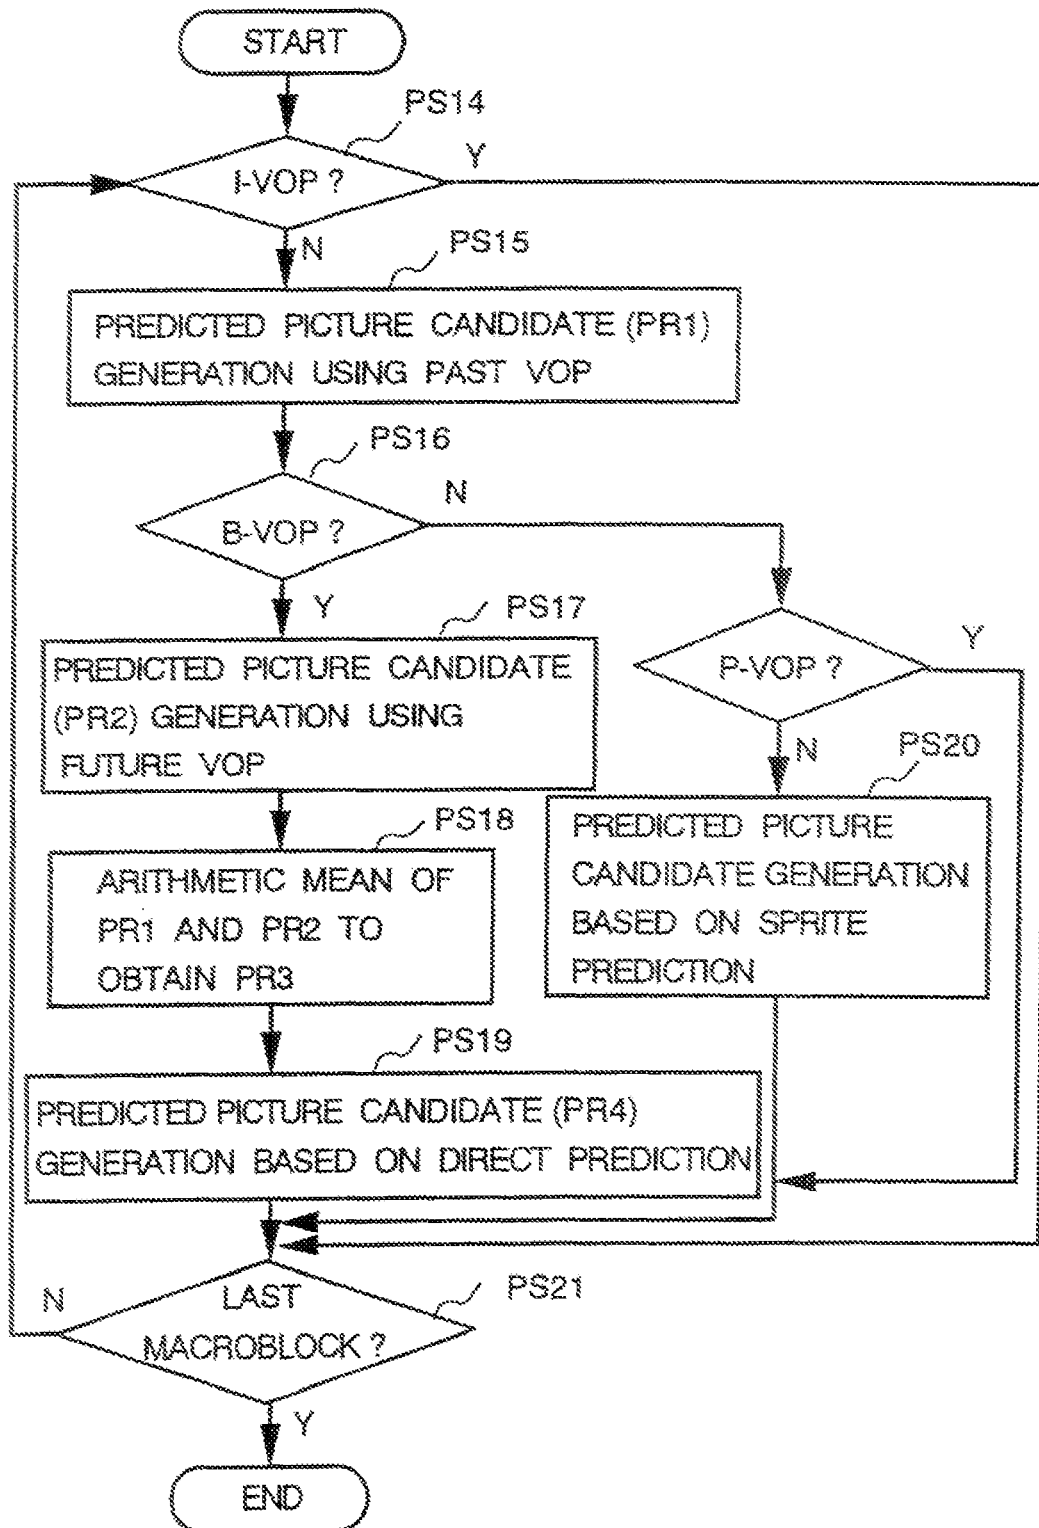 START
PS14
I-VOP ?
Y
N
PS15
PREDICTED PICTURE CANDIDATE (PR1)
GENERATION USING PAST VOP
PS16
B-VOP ?
N
Y
PS17
PREDICTED PICTURE CANDIDATE
(PR2) GENERATION USING
FUTURE VOP
P-VOP ?
Y
N
PS20
PREDICTED PICTURE
CANDIDATE GENERATION
BASED ON SPRITE
PREDICTION
PS18
ARITHMETIC MEAN OF
PR1 AND PR2 TO
OBTAIN PR3
PS19
PREDICTED PICTURE CANDIDATE (PR4)
GENERATION BASED ON DIRECT PREDICTION
N
LAST
MACROBLOCK ?
PS21
Y
END